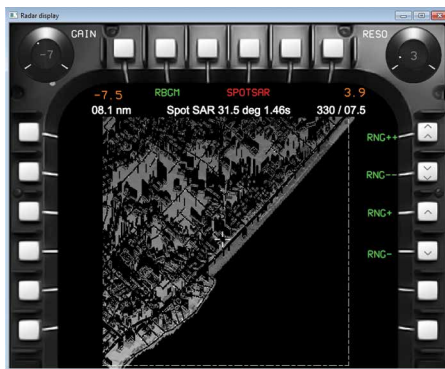 Radar display
GAIN
RESO
-7
3
-7.5 RBGM SPOTSAR 3.9
08.1 nm Spot SAR 31.5 deg 1.46s 330 / 07.5
RNG++
RNG--
RNG+
RNG-